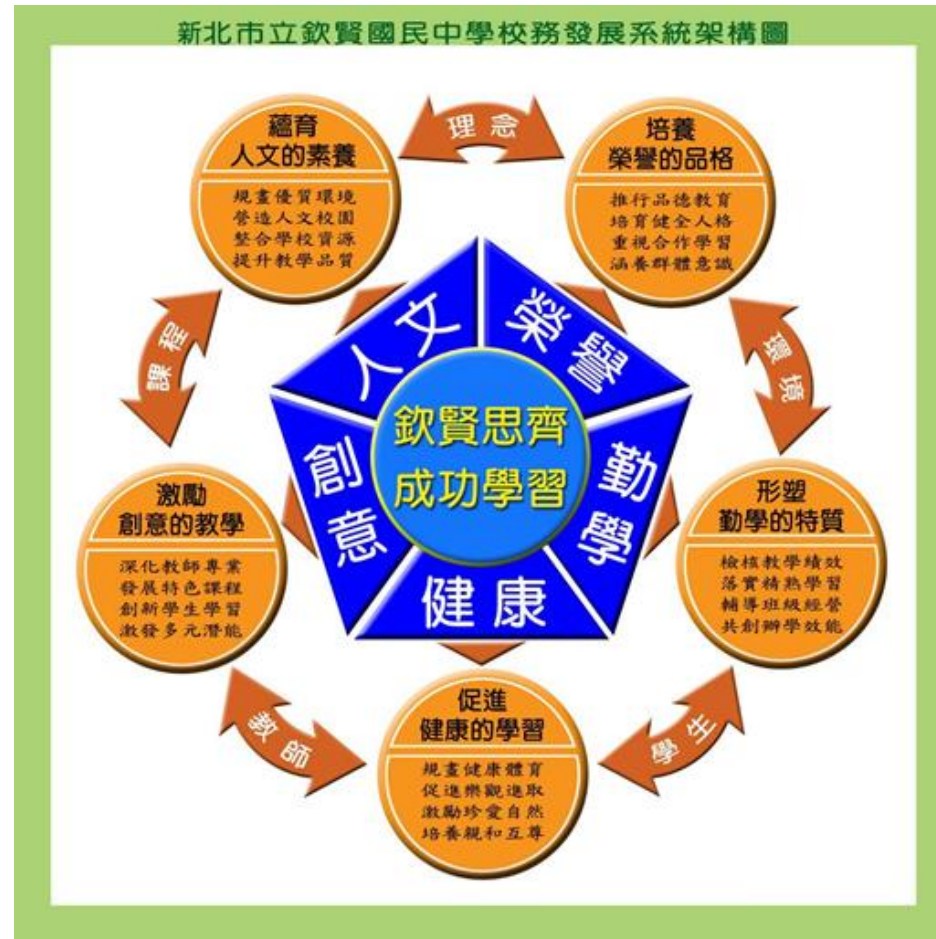 新北市立欽賢國民中學校務發展系統架構圖
理念
蘊育
人文的素養
規畫優質環境
營造人文校園
整合學校資源
提升教學品質
培養
榮譽的品格
推行品德教育
培育健全人格
重視合作學習
涵養群體意識
課程
人文
榮譽
環境
欽賢思齊
成功學習
創意
勤學
健康
激勵
創意的教學
深化教師專業
發展特色課程
創新學生學習
激發多元潛能
形塑
勤學的特質
檢核教學績效
落實精熟學習
輔導班級經營
共創辦學效能
教師
學生
促進
健康的學習
規畫健康體育
促進樂觀進取
激勵珍愛自然
培養親和互尊